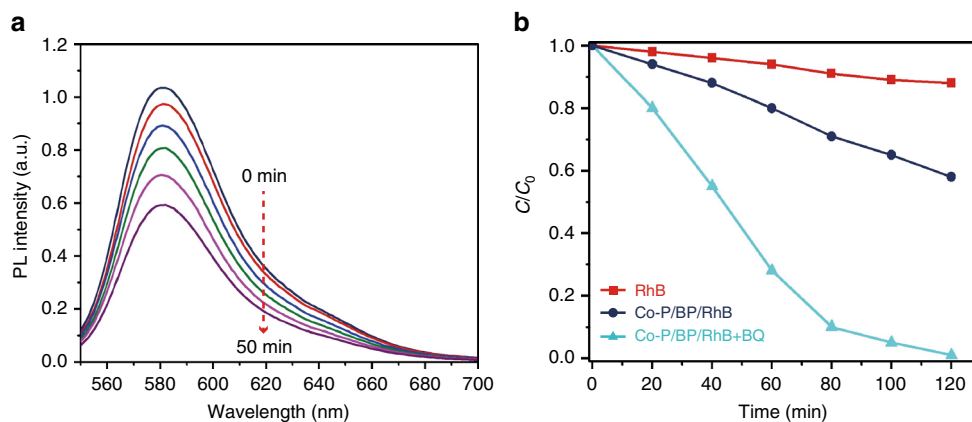 a
1.2
1.0
0.8
0.6
0.4
0.2
0.0
PL intensity (a.u.)
0 min
50 min
560 580 600 620 640 660 680 700
Wavelength (nm)
b
1.0
0.8
0.6
0.4
0.2
0.0
C/C0
RhB
Co-P/BP/RhB
Co-P/BP/RhB+BQ
0 20 40 60 80 100 120
Time (min)